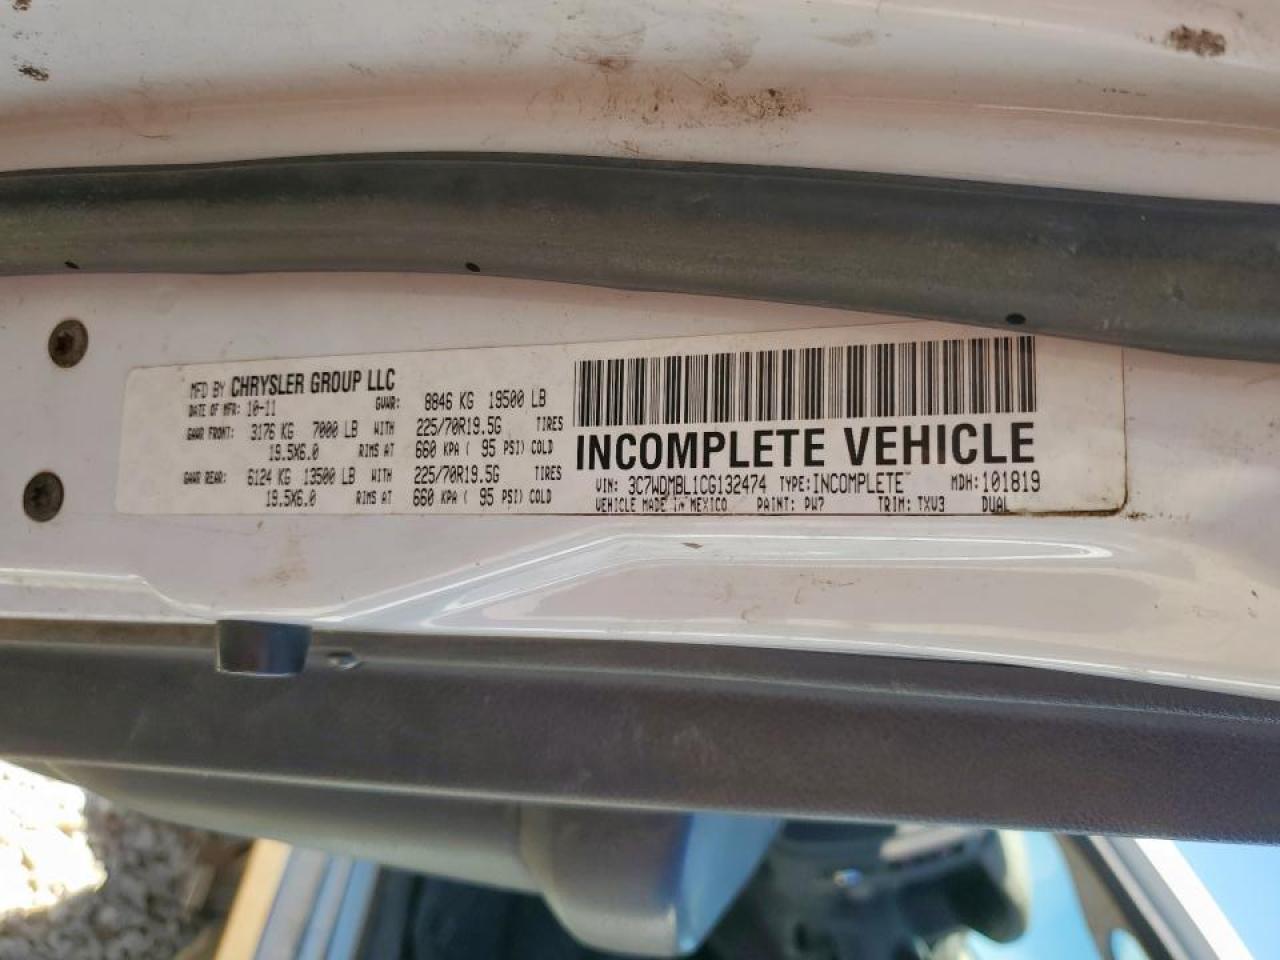 MFD BY CHRYSLER GROUP LLC
DATE OF MFR: 10-11 GVWR: 8846 KG 19500 LB
GAWR FRONT: 3176 KG 7000 LB WITH 225/70R19.5G TIRES
19.5X6.0 RIMS AT 660 KPA ( 95 PSI) COLD
GAWR REAR: 6124 KG 13500 LB WITH 225/70R19.5G TIRES
19.5X6.0 RIMS AT 660 KPA ( 95 PSI) COLD
INCOMPLETE VEHICLE
VIN: 3C7WDMBL1CG132474 TYPE: INCOMPLETE MDH: 101819
VEHICLE MADE IN MEXICO PAINT: PW7 TRIM: TXV3 DUAL